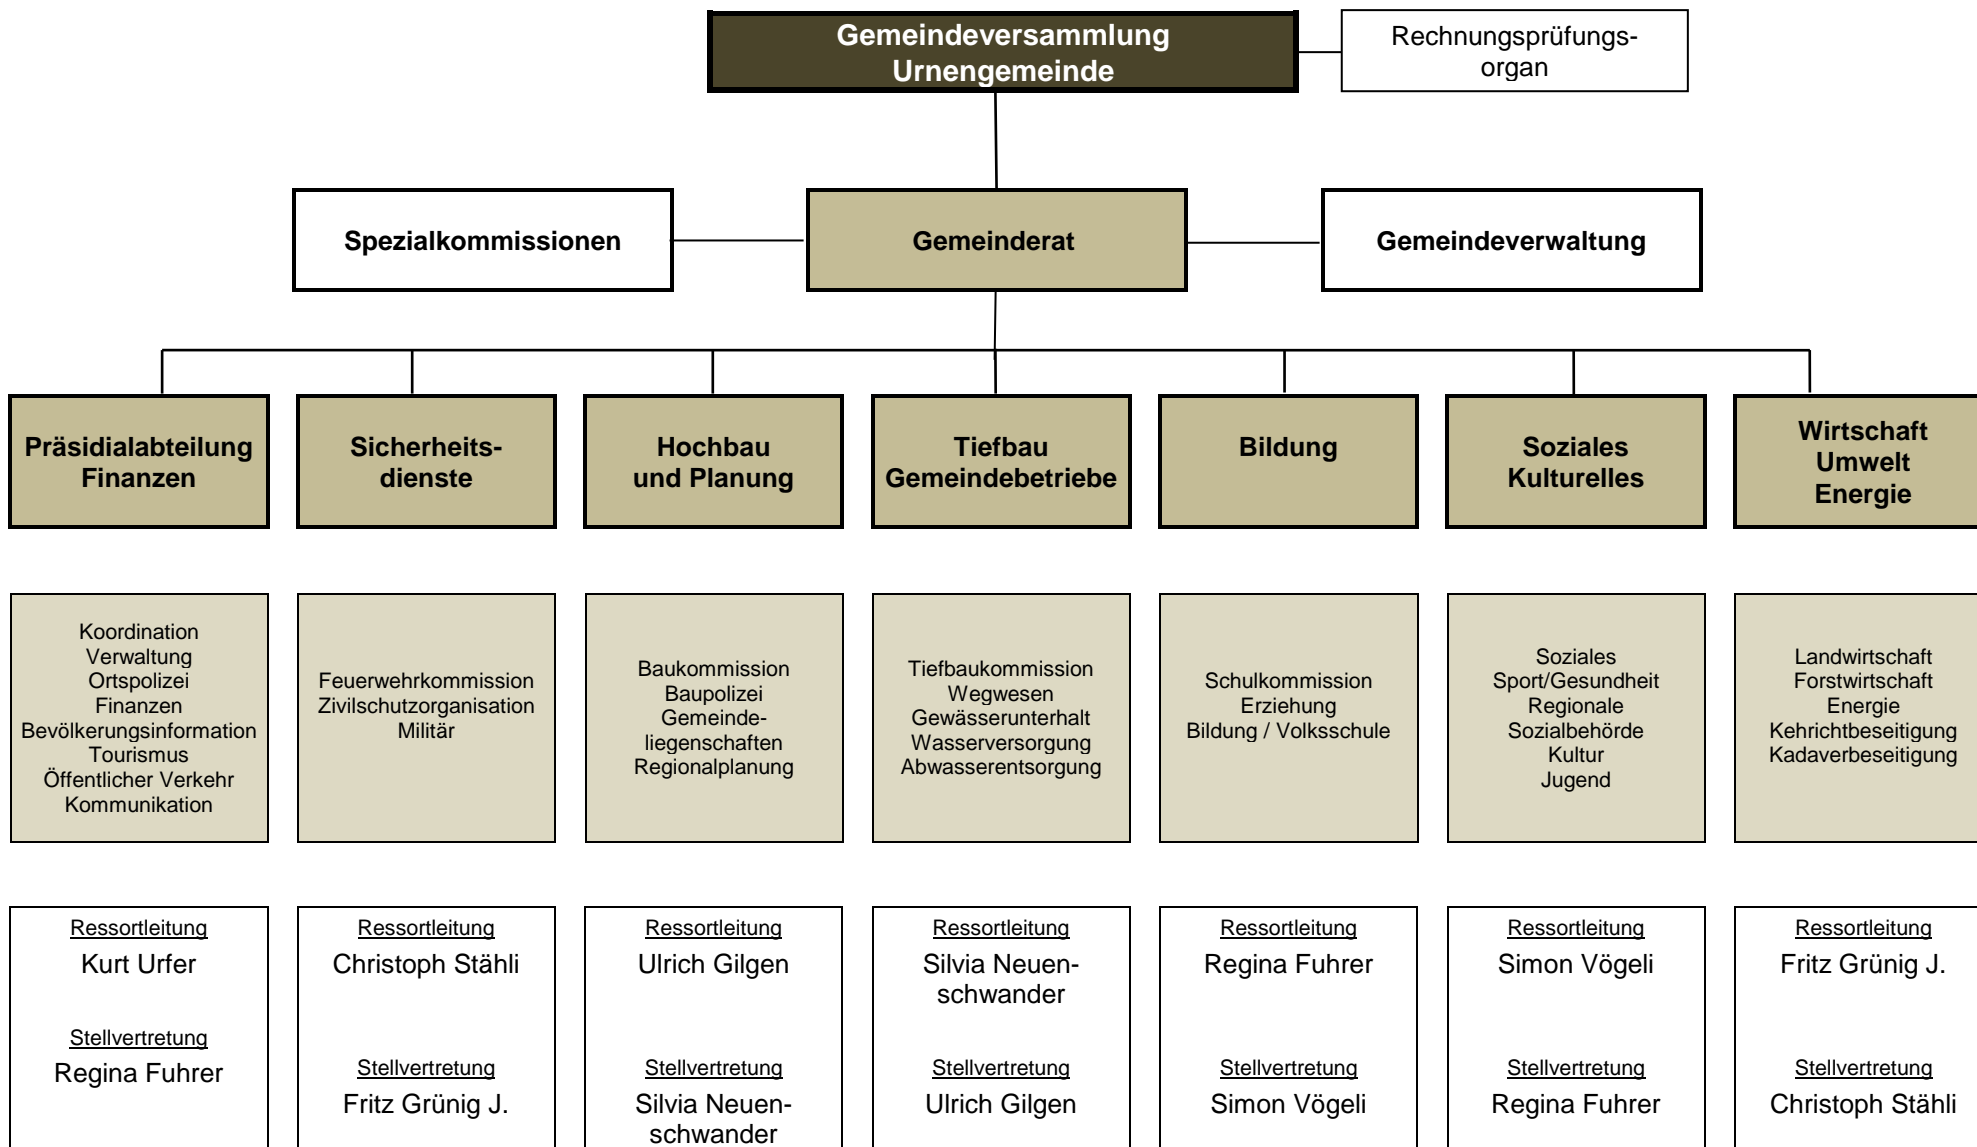 Gemeindeversammlung
Urnengemeinde
Rechnungsprüfungs-
organ
Spezialkommissionen
Gemeinderat
Gemeindeverwaltung
Präsidialabteilung
Finanzen
Sicherheits-
dienste
Hochbau
und Planung
Tiefbau
Gemeindebetriebe
Bildung
Soziales
Kulturelles
Wirtschaft
Umwelt
Energie
Koordination
Verwaltung
Ortspolizei
Finanzen
Bevölkerungsinformation
Tourismus
Öffentlicher Verkehr
Kommunikation
Feuerwehrkommission
Zivilschutzorganisation
Militär
Baukommission
Baupolizei
Gemeinde-
liegenschaften
Regionalplanung
Tiefbaukommission
Wegwesen
Gewässerunterhalt
Wasserversorgung
Abwasserentsorgung
Schulkommission
Erziehung
Bildung / Volksschule
Soziales
Sport/Gesundheit
Regionale
Sozialbehörde
Kultur
Jugend
Landwirtschaft
Forstwirtschaft
Energie
Kehrichtbeseitigung
Kadaverbeseitigung
Ressortleitung
Kurt Urfer
Stellvertretung
Regina Fuhrer
Ressortleitung
Christoph Stähli
Stellvertretung
Fritz Grünig J.
Ressortleitung
Ulrich Gilgen
Stellvertretung
Silvia Neuen-
schwander
Ressortleitung
Silvia Neuen-
schwander
Stellvertretung
Ulrich Gilgen
Ressortleitung
Regina Fuhrer
Stellvertretung
Simon Vögeli
Ressortleitung
Simon Vögeli
Stellvertretung
Regina Fuhrer
Ressortleitung
Fritz Grünig J.
Stellvertretung
Christoph Stähli